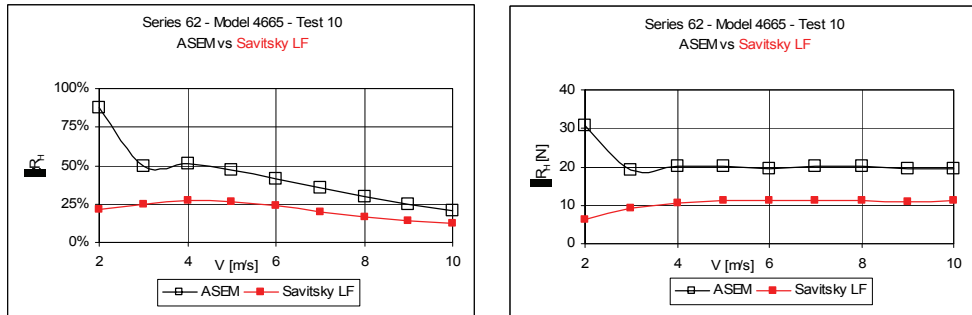 Series 62 - Model 4665 - Test 10
ASEM vs Savitsky LF
100%
75%
50%
25%
0%
RH
2 4 6 8 10
V [m/s]
ASEM Savitsky LF
Series 62 - Model 4665 - Test 10
ASEM vs Savitsky LF
40
30
20
10
0
RH [N]
2 4 6 8 10
V [m/s]
ASEM Savitsky LF